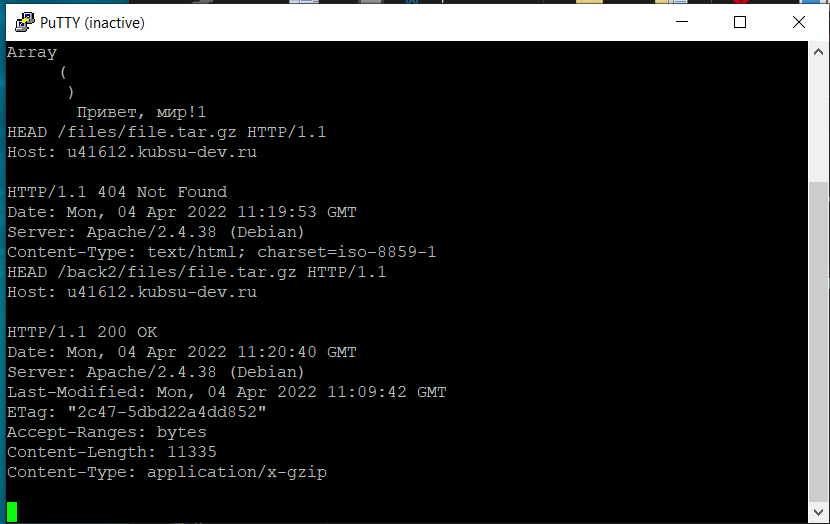 PuTTY (inactive)
Array
(
)
Привет, мир!1
HEAD /files/file.tar.gz HTTP/1.1
Host: u41612.kubsu-dev.ru
HTTP/1.1 404 Not Found
Date: Mon, 04 Apr 2022 11:19:53 GMT
Server: Apache/2.4.38 (Debian)
Content-Type: text/html; charset=iso-8859-1
HEAD /back2/files/file.tar.gz HTTP/1.1
Host: u41612.kubsu-dev.ru
HTTP/1.1 200 OK
Date: Mon, 04 Apr 2022 11:20:40 GMT
Server: Apache/2.4.38 (Debian)
Last-Modified: Mon, 04 Apr 2022 11:09:42 GMT
ETag: "2c47-5dbd22a4dd852"
Accept-Ranges: bytes
Content-Length: 11335
Content-Type: application/x-gzip